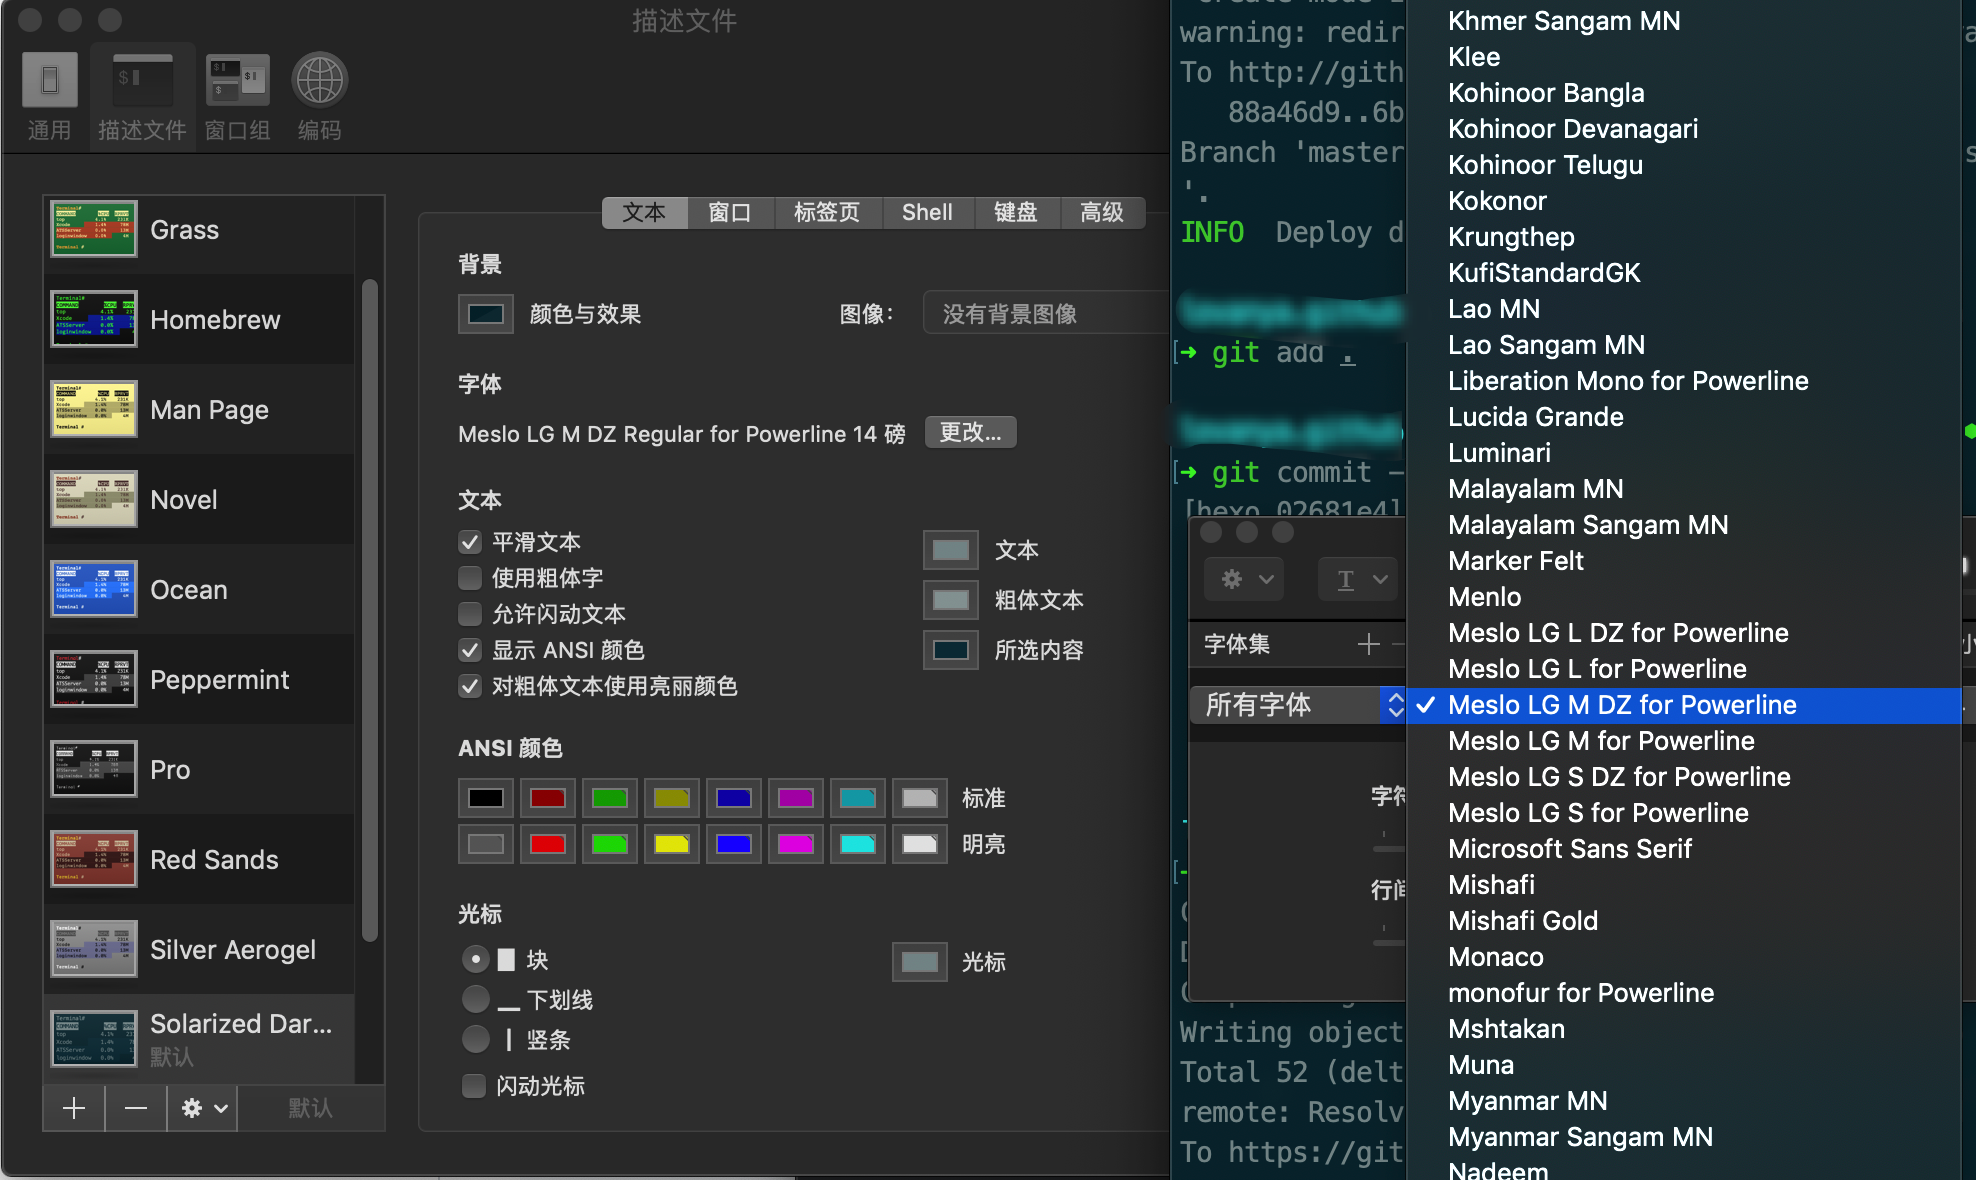 描述文件
通用
描述文件
窗口组
编码
Grass
Homebrew
Man Page
Novel
Ocean
Peppermint
Pro
Red Sands
Silver Aerogel
Solarized Dar...
默认
默认
文本
窗口
标签页
Shell
键盘
高级
背景
颜色与效果
图像：
没有背景图像
字体
Meslo LG M DZ Regular for Powerline 14 磅
更改...
文本
平滑文本
使用粗体字
允许闪动文本
显示 ANSI 颜色
对粗体文本使用亮丽颜色
文本
粗体文本
所选内容
ANSI 颜色
标准
明亮
光标
块
下划线
竖条
闪动光标
光标
warning: redir
To http://gith
88a46d9..6b
Branch 'master
'.
INFO Deploy d
➜ git add .
➜ git commit -
[hexo 02681e4]
字体集
所有字体
Writing object
Total 52 (delt
remote: Resolv
To https://git
Khmer Sangam MN
Klee
Kohinoor Bangla
Kohinoor Devanagari
Kohinoor Telugu
Kokonor
Krungthep
KufiStandardGK
Lao MN
Lao Sangam MN
Liberation Mono for Powerline
Lucida Grande
Luminari
Malayalam MN
Malayalam Sangam MN
Marker Felt
Menlo
Meslo LG L DZ for Powerline
Meslo LG L for Powerline
✓ Meslo LG M DZ for Powerline
Meslo LG M for Powerline
Meslo LG S DZ for Powerline
Meslo LG S for Powerline
Microsoft Sans Serif
Mishafi
Mishafi Gold
Monaco
monofur for Powerline
Mshtakan
Muna
Myanmar MN
Myanmar Sangam MN
Nadeem